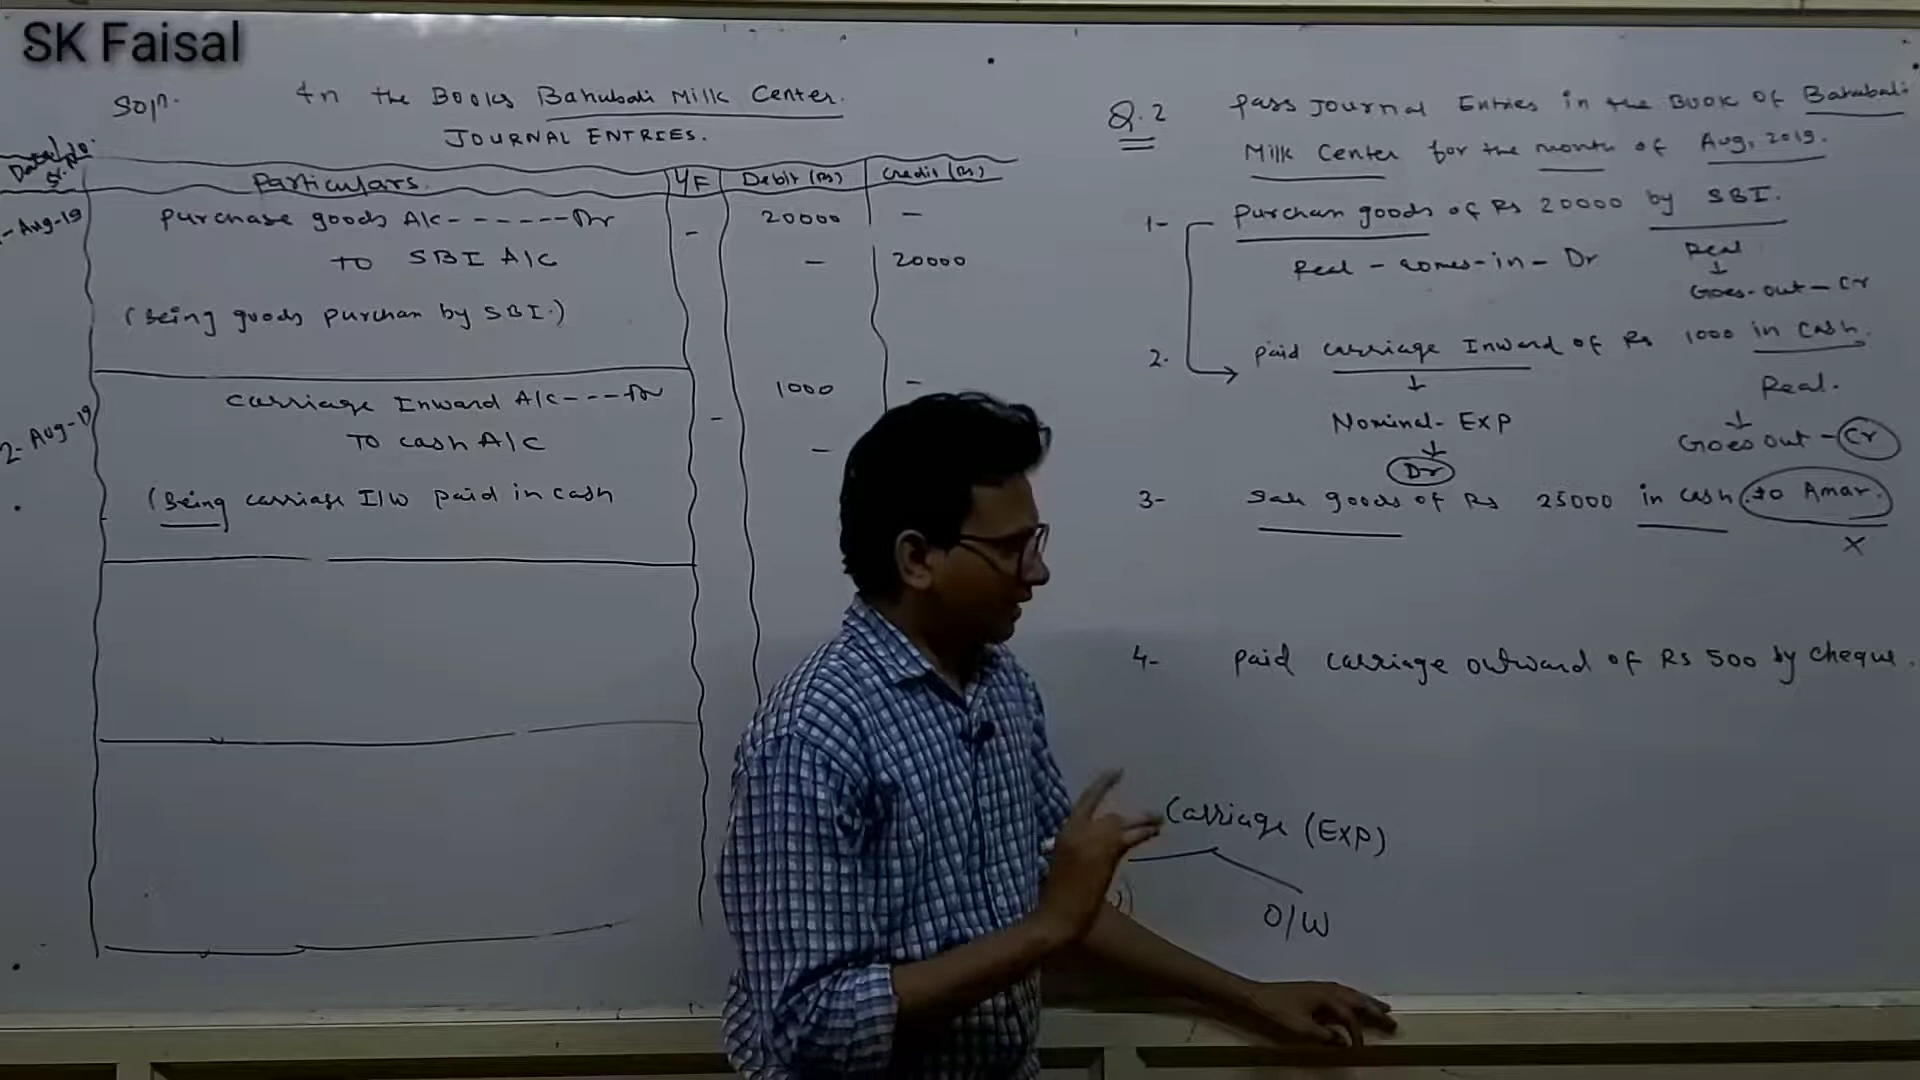 SK Faisal
Soln.
In the Books Bahubali Milk Center.
JOURNAL ENTRIES.
Particulars L/F Debit (Rs) Credit (Rs)
1-Aug-19 Purchase goods A/c - - - - - - Dr - 20000 -
To SBI A/c - 20000
(Being goods purchan by SBI.)
2-Aug-19 Carriage Inward A/c - - - Dr - 1000 -
To cash A/c -
(Being carriage I/W paid in cash
Q.2 Pass Journal Entries in the Book of Bahubali
Milk Center for the month of Aug, 2019.
1- Purchan goods of Rs 20000 by SBI.
Real - comes-in - Dr Real
Goes-out - Cr
2. Paid carriage Inward of Rs 1000 in cash.
Real.
Nominal- Exp Goes out - Cr
Dr
3- Sale goods of Rs 25000 in cash to Amar.
X
4- Paid carriage outward of Rs 500 by cheque.
Carriage (Exp)
O/W